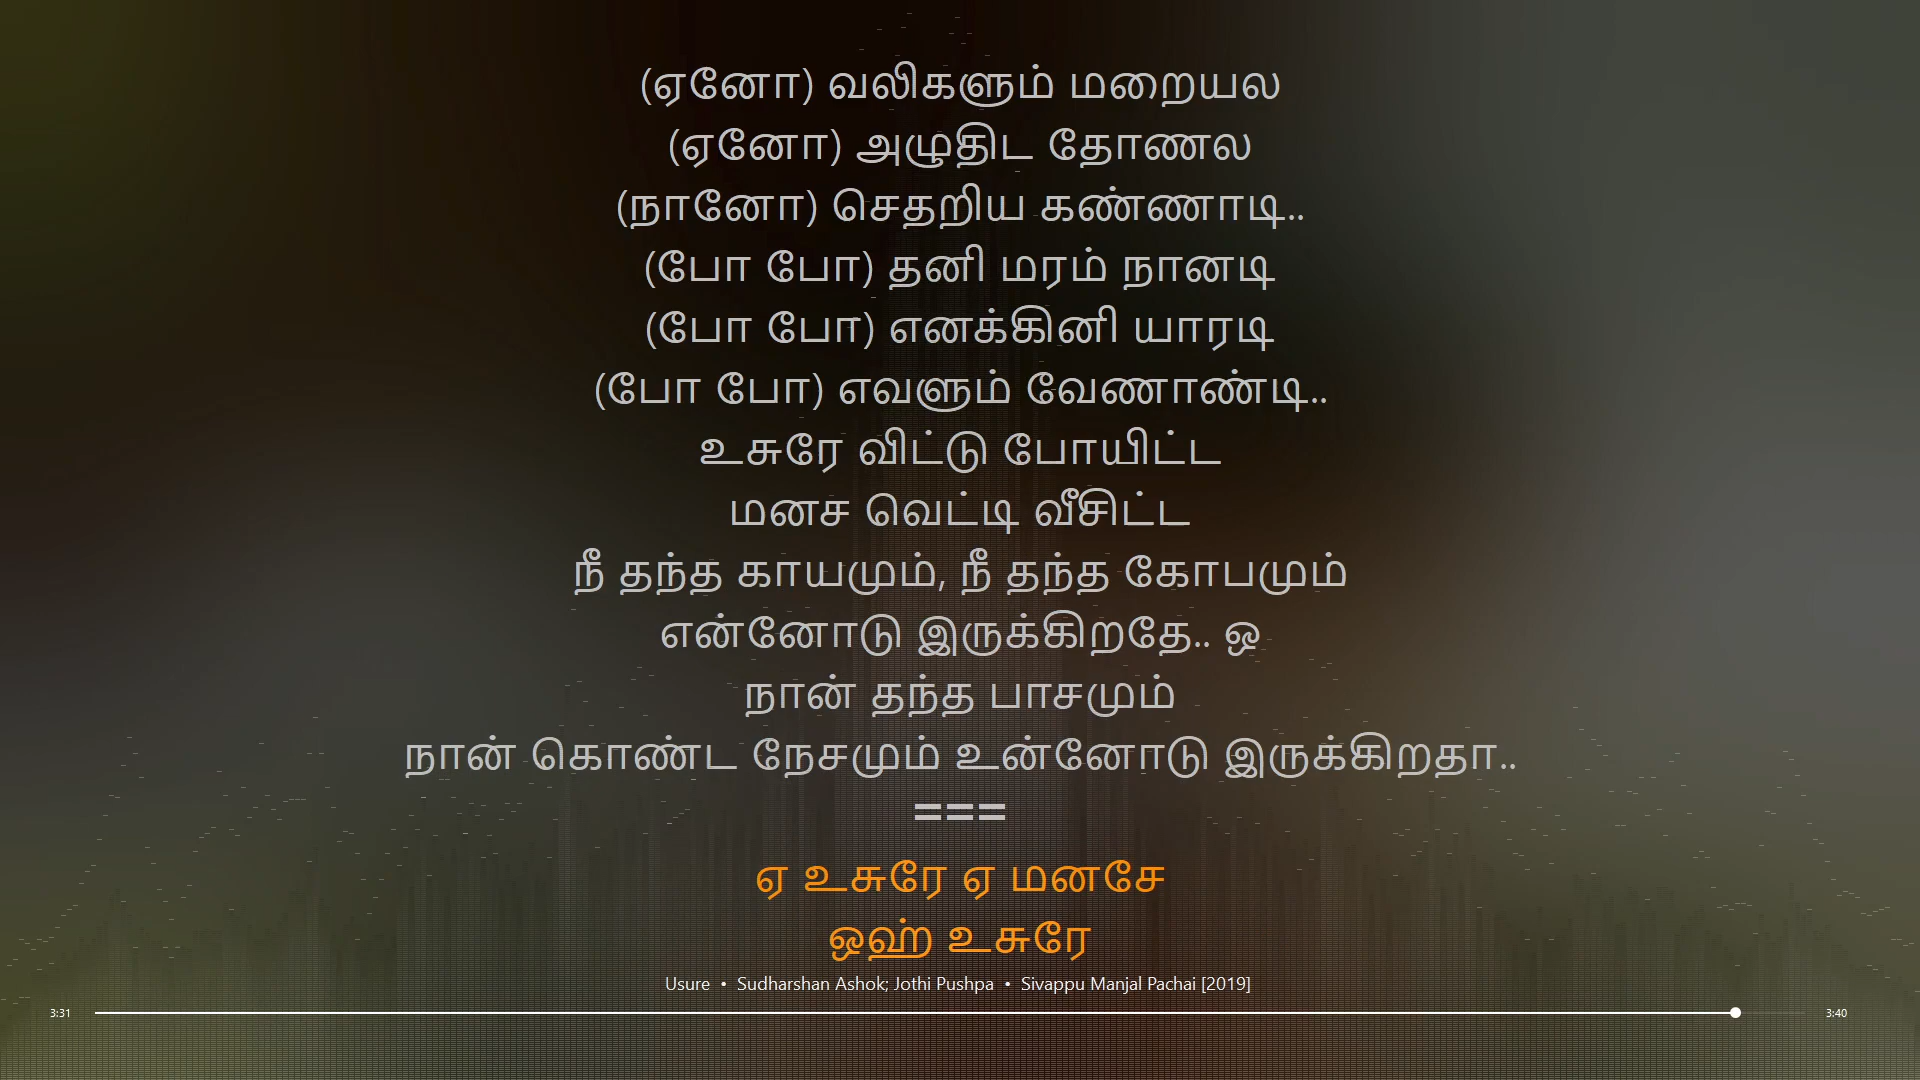 (ஏனோ) வலிகளும் மறையல
(ஏனோ) அழுதிட தோணல
(நானோ) செதறிய கண்ணாடி..
(போ போ) தனி மரம் நானடி
(போ போ) எனக்கினி யாரடி
(போ போ) எவளும் வேணாண்டி..
உசுரே விட்டு போயிட்ட
மனச வெட்டி வீசிட்ட
நீ தந்த காயமும், நீ தந்த கோபமும்
என்னோடு இருக்கிறதே.. ஒ
நான் தந்த பாசமும்
நான் கொண்ட நேசமும் உன்னோடு இருக்கிறதா..
===
ஏ உசுரே ஏ மனசே
ஒஹ் உசுரே
Usure • Sudharshan Ashok; Jothi Pushpa • Sivappu Manjal Pachai [2019]
3:31 3:40